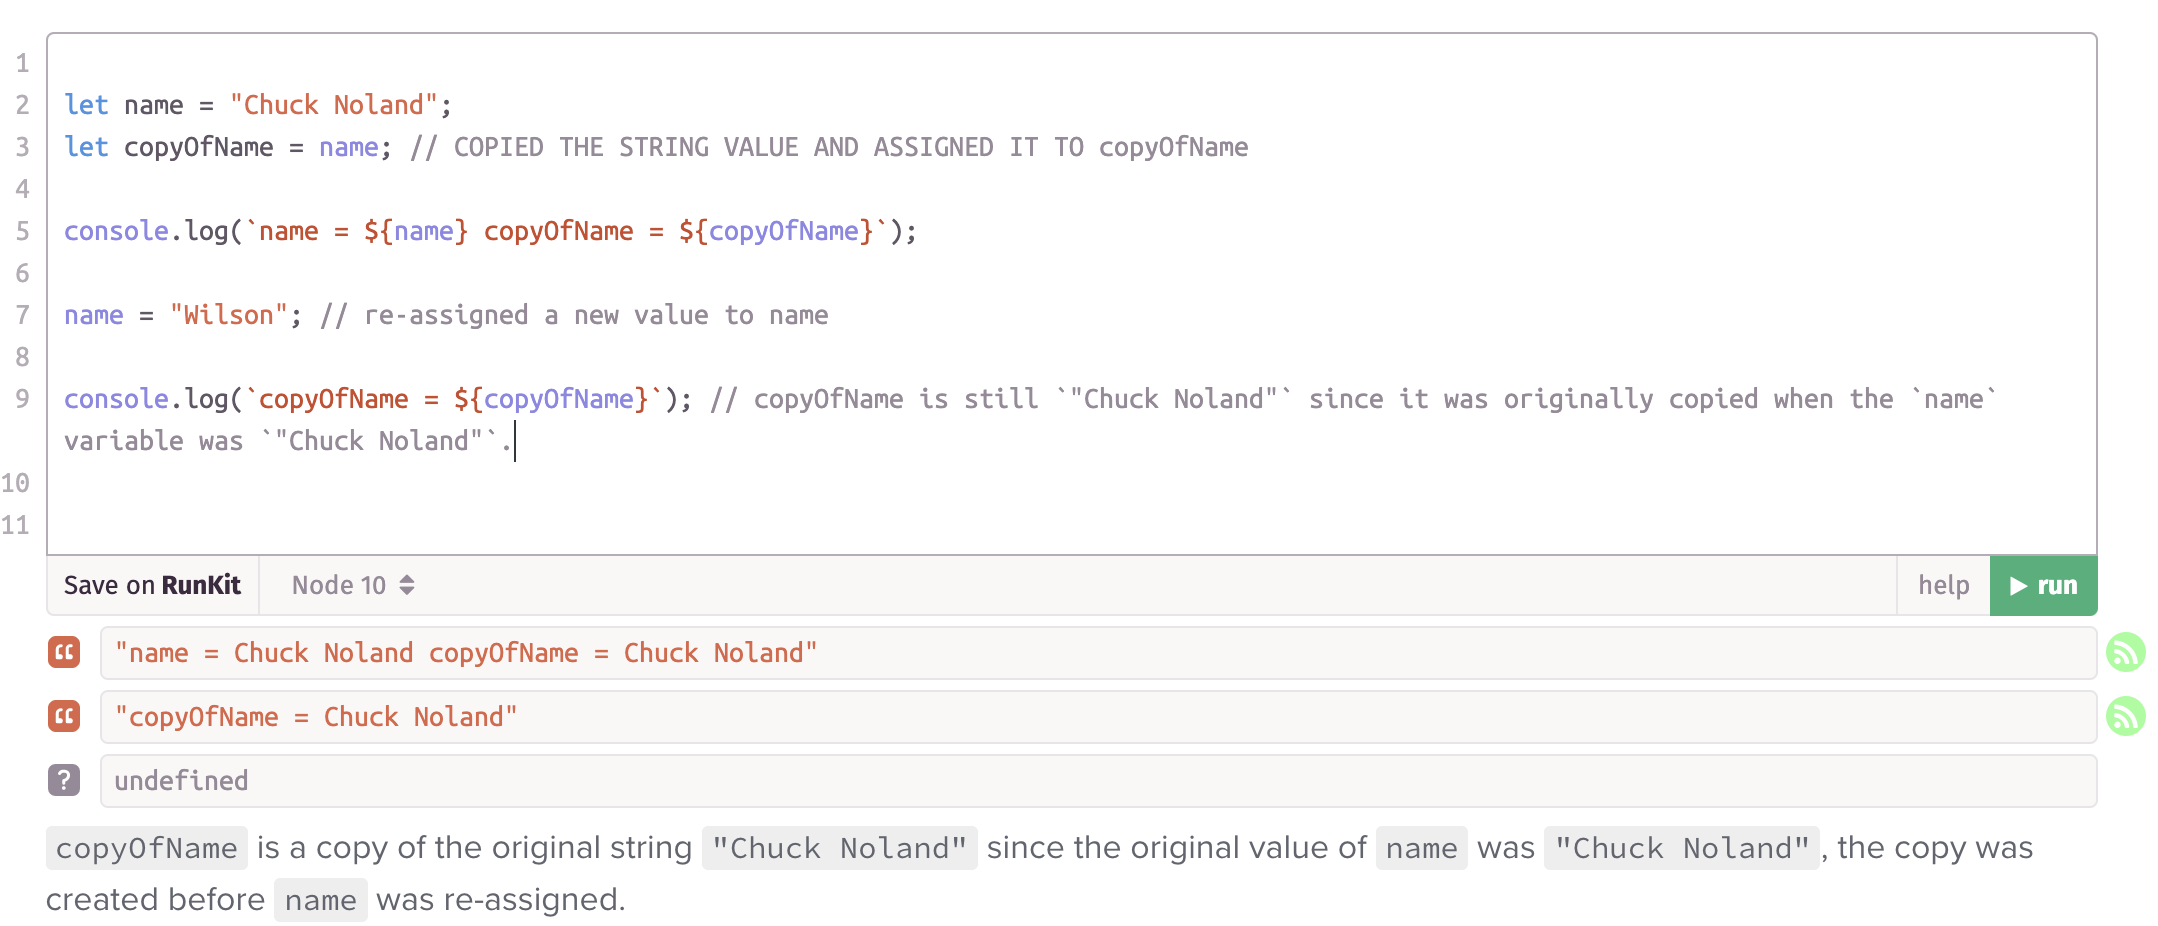 1
2 let name = "Chuck Noland";
3 let copyOfName = name; // COPIED THE STRING VALUE AND ASSIGNED IT TO copyOfName
4
5 console.log(`name = ${name} copyOfName = ${copyOfName}`);
6
7 name = "Wilson"; // re-assigned a new value to name
8
9 console.log(`copyOfName = ${copyOfName}`); // copyOfName is still `"Chuck Noland"` since it was originally copied when the `name`
variable was `"Chuck Noland"`.
10
11
Save on RunKit Node 10 help run
"name = Chuck Noland copyOfName = Chuck Noland"
"copyOfName = Chuck Noland"
? undefined
copyOfName is a copy of the original string "Chuck Noland" since the original value of name was "Chuck Noland", the copy was
created before name was re-assigned.